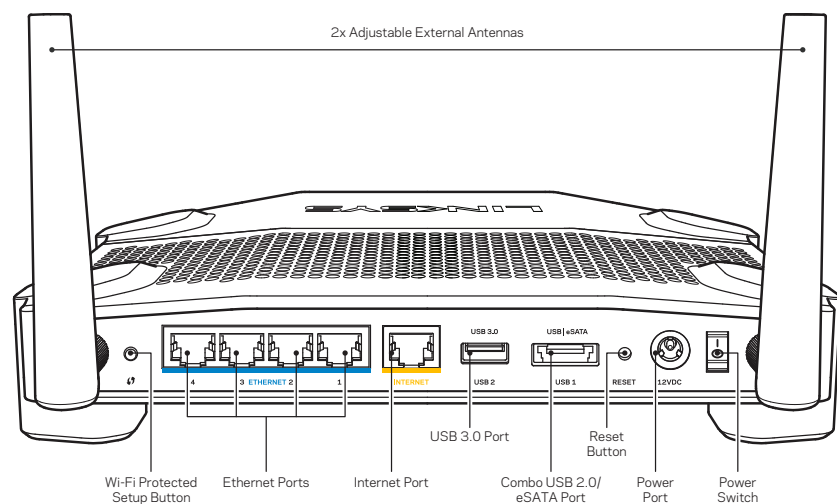 2x Adjustable External Antennas
LINKSYS
USB 3.0
USB | eSATA
4
3 ETHERNET 2
1
INTERNET
USB 2
USB 1
RESET
12VDC
USB 3.0 Port
Reset
Button
Wi-Fi Protected
Setup Button
Ethernet Ports
Internet Port
Combo USB 2.0/
eSATA Port
Power
Port
Power
Switch